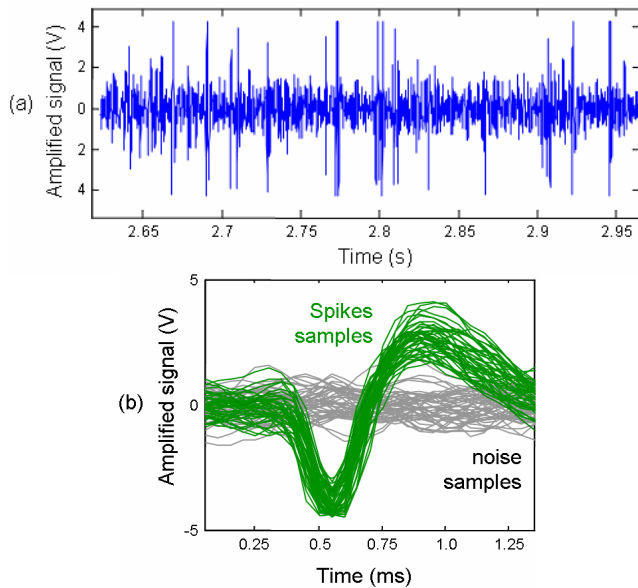 (a)
Amplified signal (V)
4
2
0
2
4
2.65
2.7
2.75
2.8
2.85
2.9
2.95
Time (s)
(b)
Amplified signal (V)
5
0
-5
Spikes
samples
noise
samples
0.25
0.5
0.75
1.0
1.25
Time (ms)